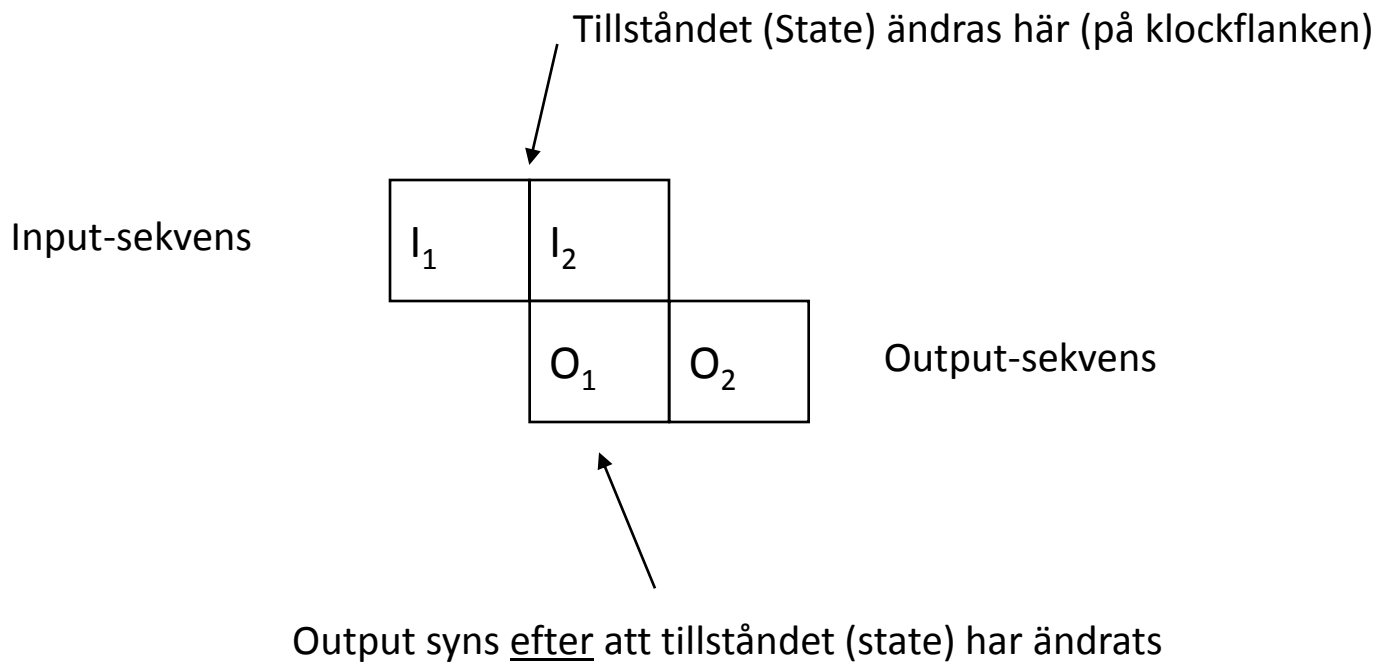 Tillståndet (State) ändras här (på klockflanken)
Input-sekvens
I₁ I₂
O₁ O₂
Output-sekvens
Output syns efter att tillståndet (state) har ändrats